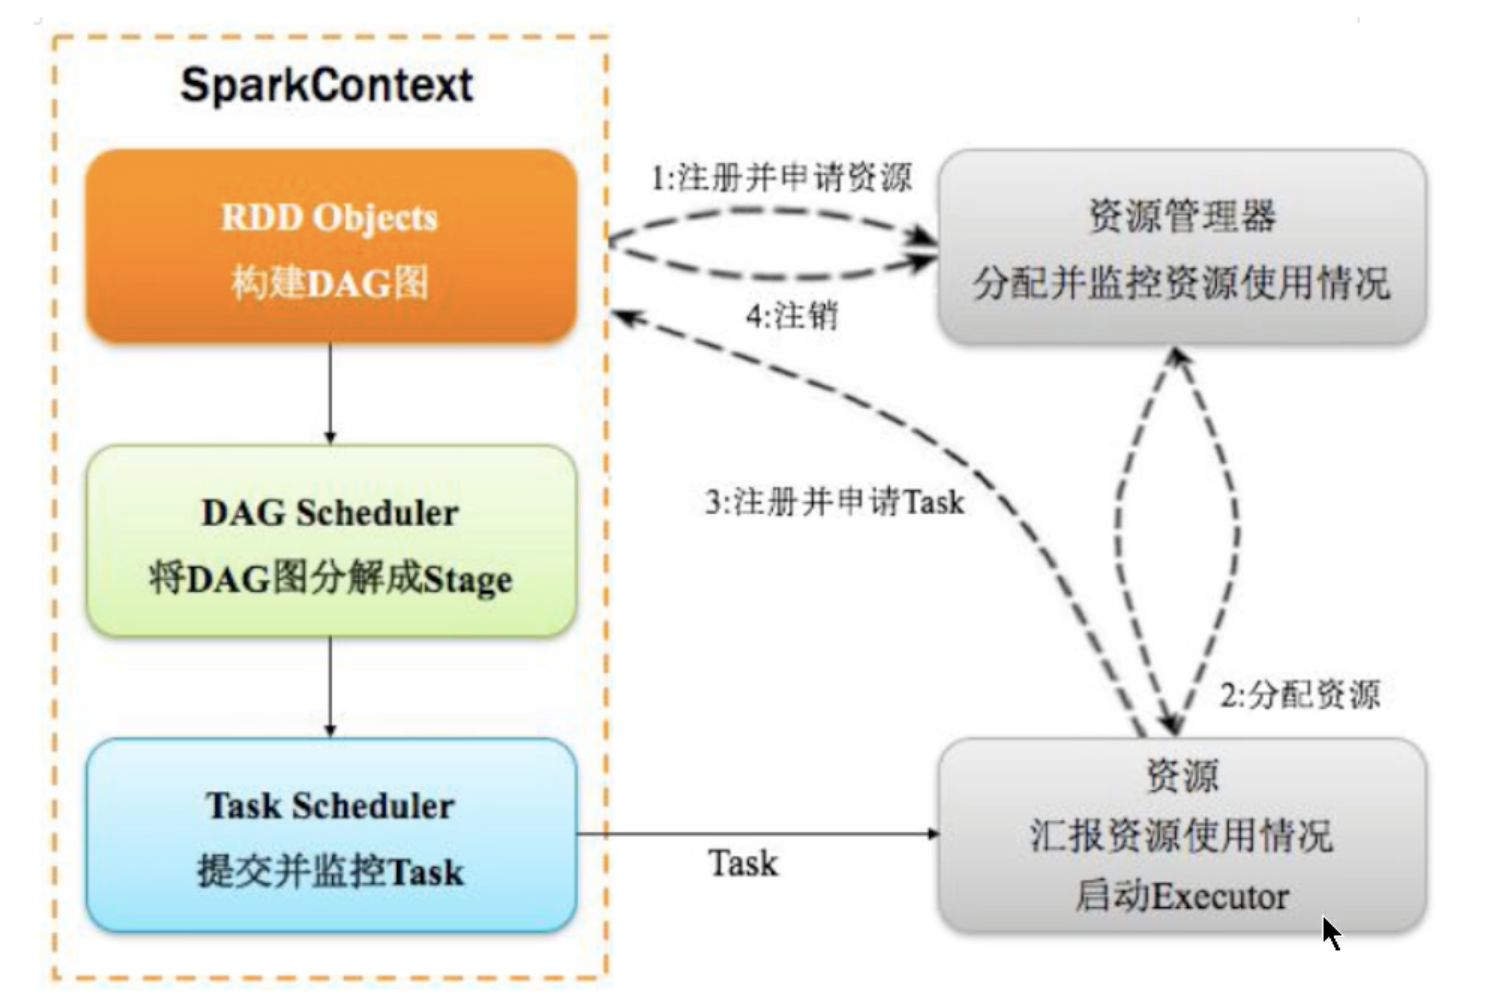 SparkContext
RDD Objects
构建DAG图
DAG Scheduler
将DAG图分解成Stage
Task Scheduler
提交并监控Task
1:注册并申请资源
4:注销
3:注册并申请Task
2:分配资源
Task
资源管理器
分配并监控资源使用情况
资源
汇报资源使用情况
启动Executor